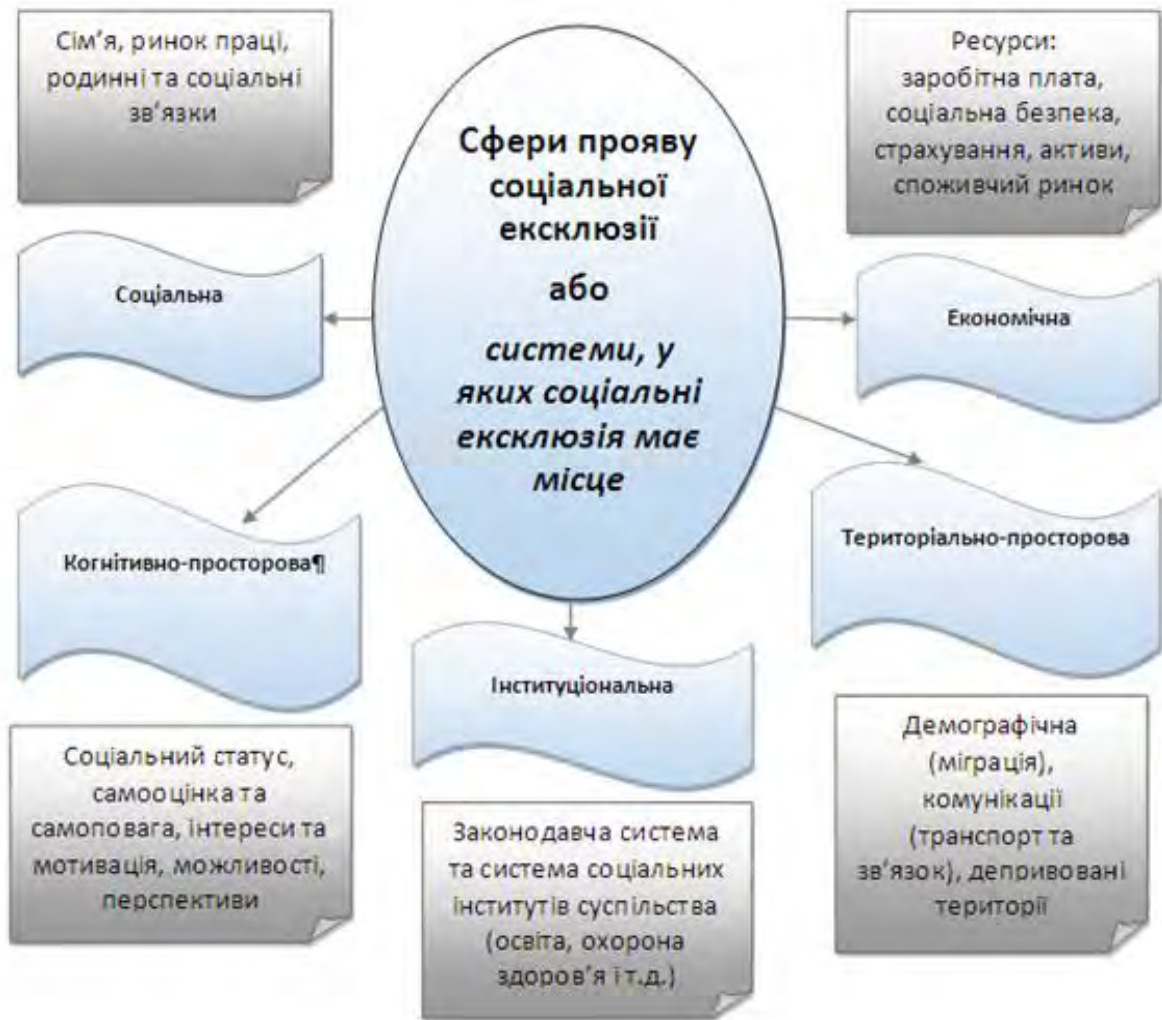 Сім’я, ринок праці,
родинні та соціальні
зв’язки
Ресурси:
заробітна плата,
соціальна безпека,
страхування, активи,
споживчий ринок
Сфери прояву
соціальної
ексклюзії
або
системи, у
яких соціальні
ексклюзія має
місце
Соціальна
Економічна
Когнітивно-просторова¶
Територіально-просторова
Інституціональна
Соціальний статус,
самооцінка та
самоповага, інтереси та
мотивація, можливості,
перспективи
Законодавча система
та система соціальних
інститутів суспільства
(освіта, охорона
здоров’я і т.д.)
Демографічна
(міграція),
комунікації
(транспорт та
зв’язок), депривовані
території